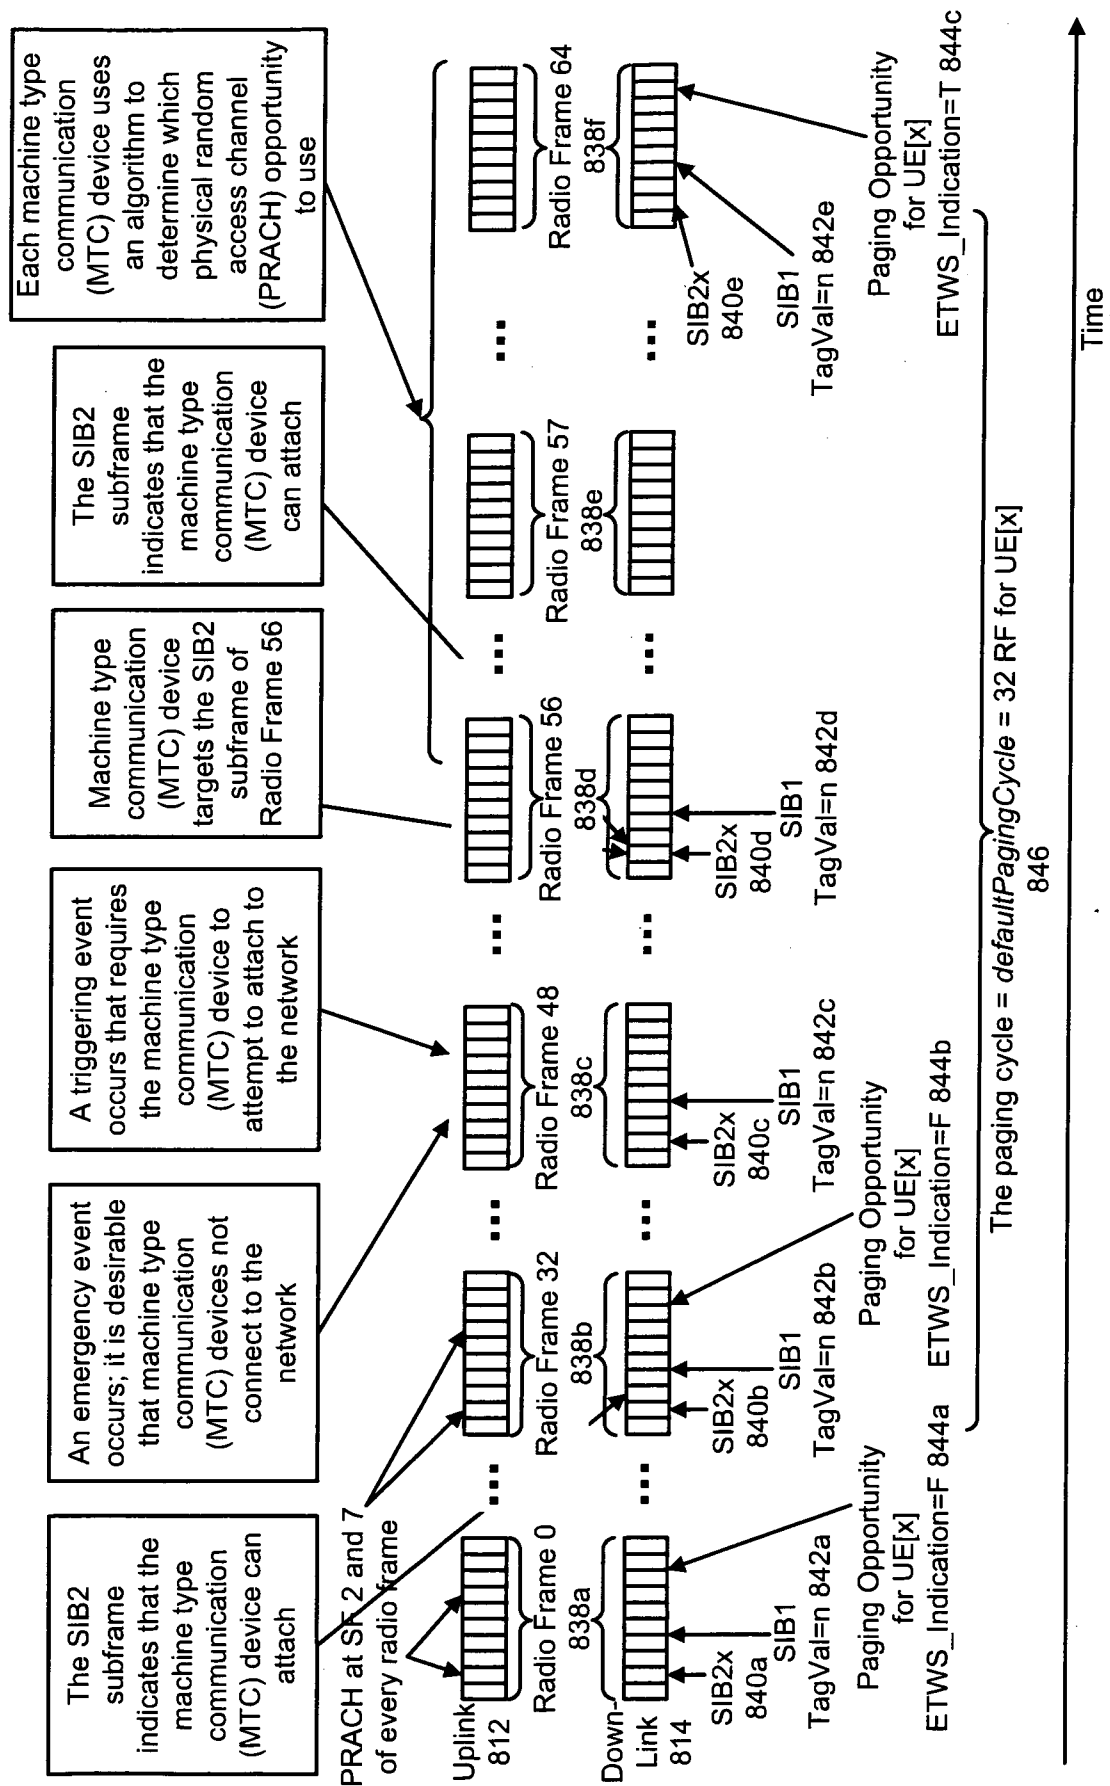 The SIB2
subframe
indicates that the
machine type
communication
(MTC) device can
attach
An emergency event
occurs; it is desirable
that machine type
communication
(MTC) devices not
connect to the
network
A triggering event
occurs that requires
the machine type
communication
(MTC) device to
attempt to attach to
the network
Machine type
communication
(MTC) device
targets the SIB2
subframe of
Radio Frame 56
The SIB2
subframe
indicates that the
machine type
communication
(MTC) device
can attach
Each machine type
communication
(MTC) device uses
an algorithm to
determine which
physical random
access channel
(PRACH) opportunity
to use
PRACH at SF 2 and 7
of every radio frame
Uplink
812
Radio Frame 0
838a
Radio Frame 32
838b
Radio Frame 48
838c
Radio Frame 56
838d
Radio Frame 57
838e
Radio Frame 64
838f
Down-
Link
814
SIB2x
840a
SIB1
TagVal=n 842a
Paging Opportunity
for UE[x]
ETWS_Indication=F 844a
SIB2x
840b
SIB1
TagVal=n 842b
Paging Opportunity
for UE[x]
ETWS_Indication=F 844b
SIB2x
840c
SIB1
TagVal=n 842c
SIB2x
840d
SIB1
TagVal=n 842d
SIB2x
840e
SIB1
TagVal=n 842e
Paging Opportunity
for UE[x]
ETWS_Indication=T 844c
The paging cycle = defaultPagingCycle = 32 RF for UE[x]
846
Time